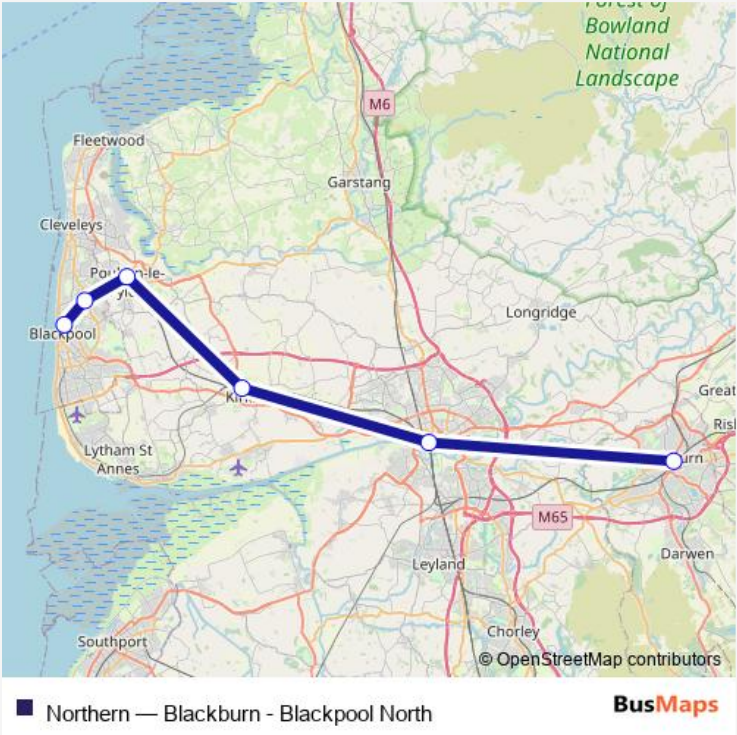 Forest of
Bowland
National
Landscape
M6
Fleetwood
Garstang
Cleveleys
Longridge
Blackpool
Great
Lytham St
Annes
M65
Darwen
Leyland
Chorley
Southport
© OpenStreetMap contributors
Northern — Blackburn - Blackpool North
BusMaps